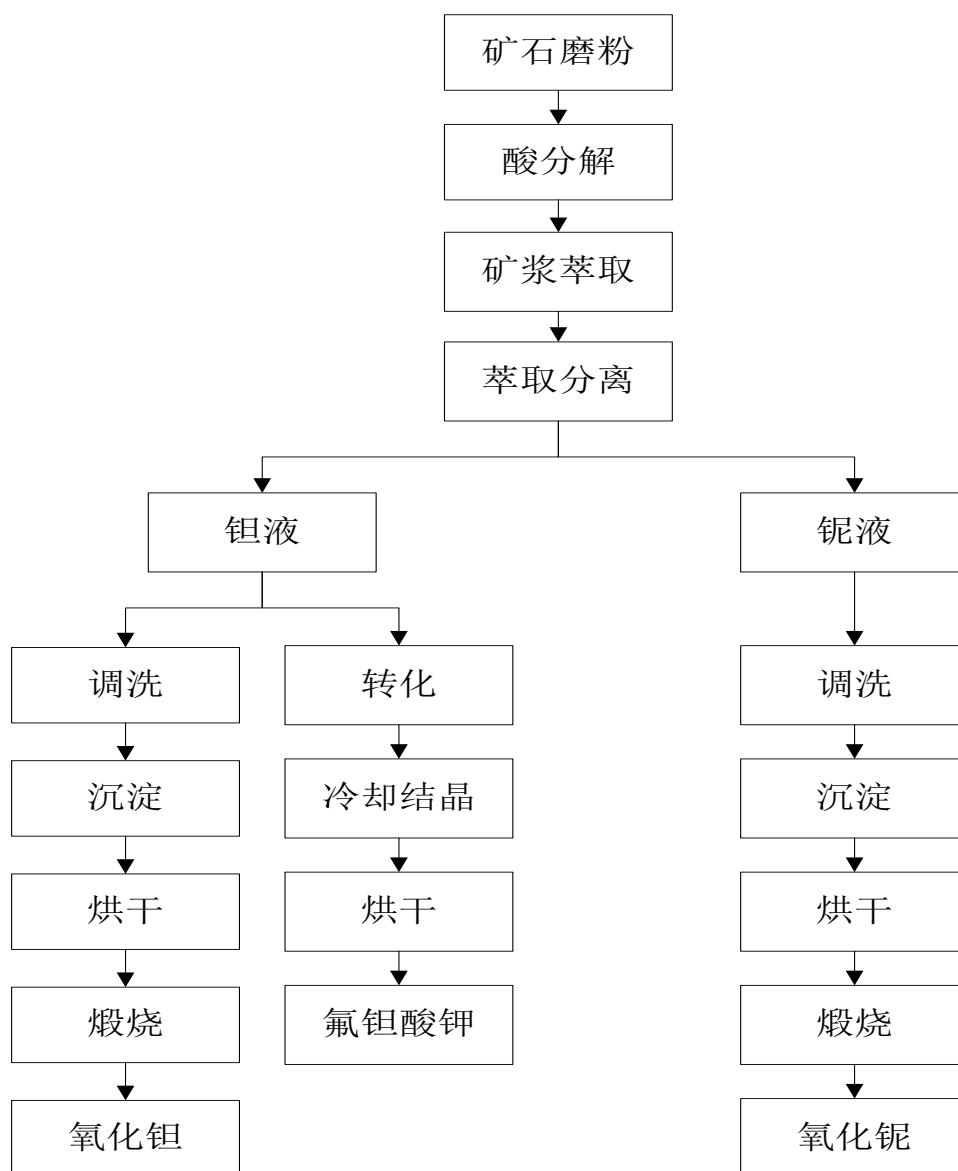 矿石磨粉
酸分解
矿浆萃取
萃取分离
钽液
铌液
调洗
转化
调洗
沉淀
冷却结晶
沉淀
烘干
烘干
烘干
煅烧
氟钽酸钾
煅烧
氧化钽
氧化铌